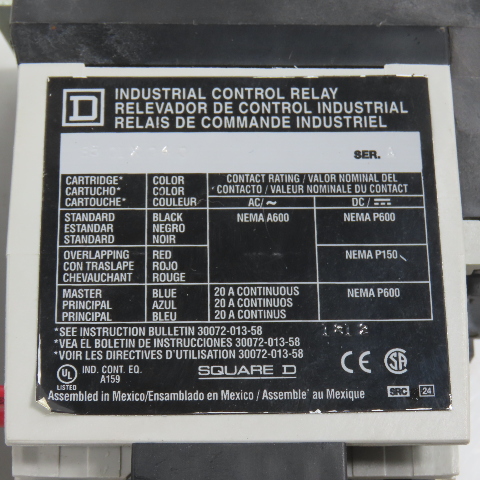 D
INDUSTRIAL CONTROL RELAY
RELEVADOR DE CONTROL INDUSTRIAL
RELAIS DE COMMANDE INDUSTRIEL
SER.
CARTRIDGE* COLOR CONTACT RATING / VALOR NOMINAL DEL
CARTUCHO* COLOR *CONTACTO / VALEUR NOMINALE DU CONTACT
CARTOUCHE* COULEUR AC/∼ DC/⎓
STANDARD BLACK NEMA A600 NEMA P600
ESTANDAR NEGRO
STANDARD NOIR
OVERLAPPING RED NEMA P150
CON TRASLAPE ROJO
CHEVAUCHANT ROUGE
MASTER BLUE 20 A CONTINUOUS NEMA P600
PRINCIPAL AZUL 20 A CONTINUOS
PRINCIPAL BLEU 20 A CONTINUS
*SEE INSTRUCTION BULLETIN 30072-013-58
*VEA EL BOLETIN DE INSTRUCCIONES 30072-013-58
*VOIR LES DIRECTIVES D'UTILISATION 30072-013-58
UL LISTED IND. CONT. EQ. A159 SQUARE D CE SA
Assembled in Mexico/Ensamblado en Mexico / Assemble´ au Mexique SRC 24